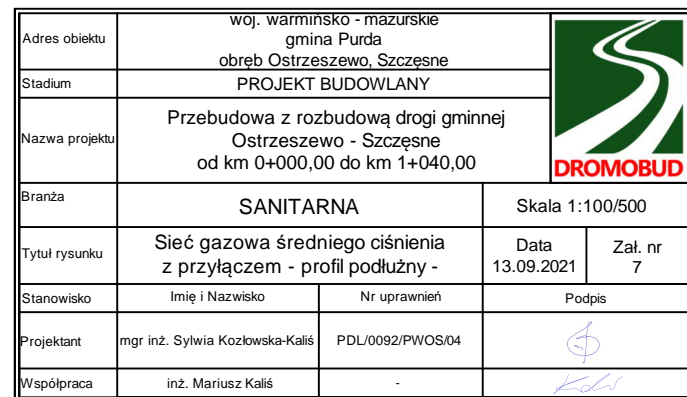 Adres obiektu
woj. warmińsko - mazurskie
gmina Purda
obręb Ostrzeszewo, Szczęsne
DROMOBUD
Stadium
PROJEKT BUDOWLANY
Nazwa projektu
Przebudowa z rozbudową drogi gminnej
Ostrzeszewo - Szczęsne
od km 0+000,00 do km 1+040,00
Branża
SANITARNA
Skala 1:100/500
Tytuł rysunku
Sieć gazowa średniego ciśnienia
z przyłączem - profil podłużny -
Data
13.09.2021
Zał. nr
7
Stanowisko
Imię i Nazwisko
Nr uprawnień
Podpis
Projektant
mgr inż. Sylwia Kozłowska-Kaliś
PDL/0092/PWOS/04
Współpraca
inż. Mariusz Kaliś
-